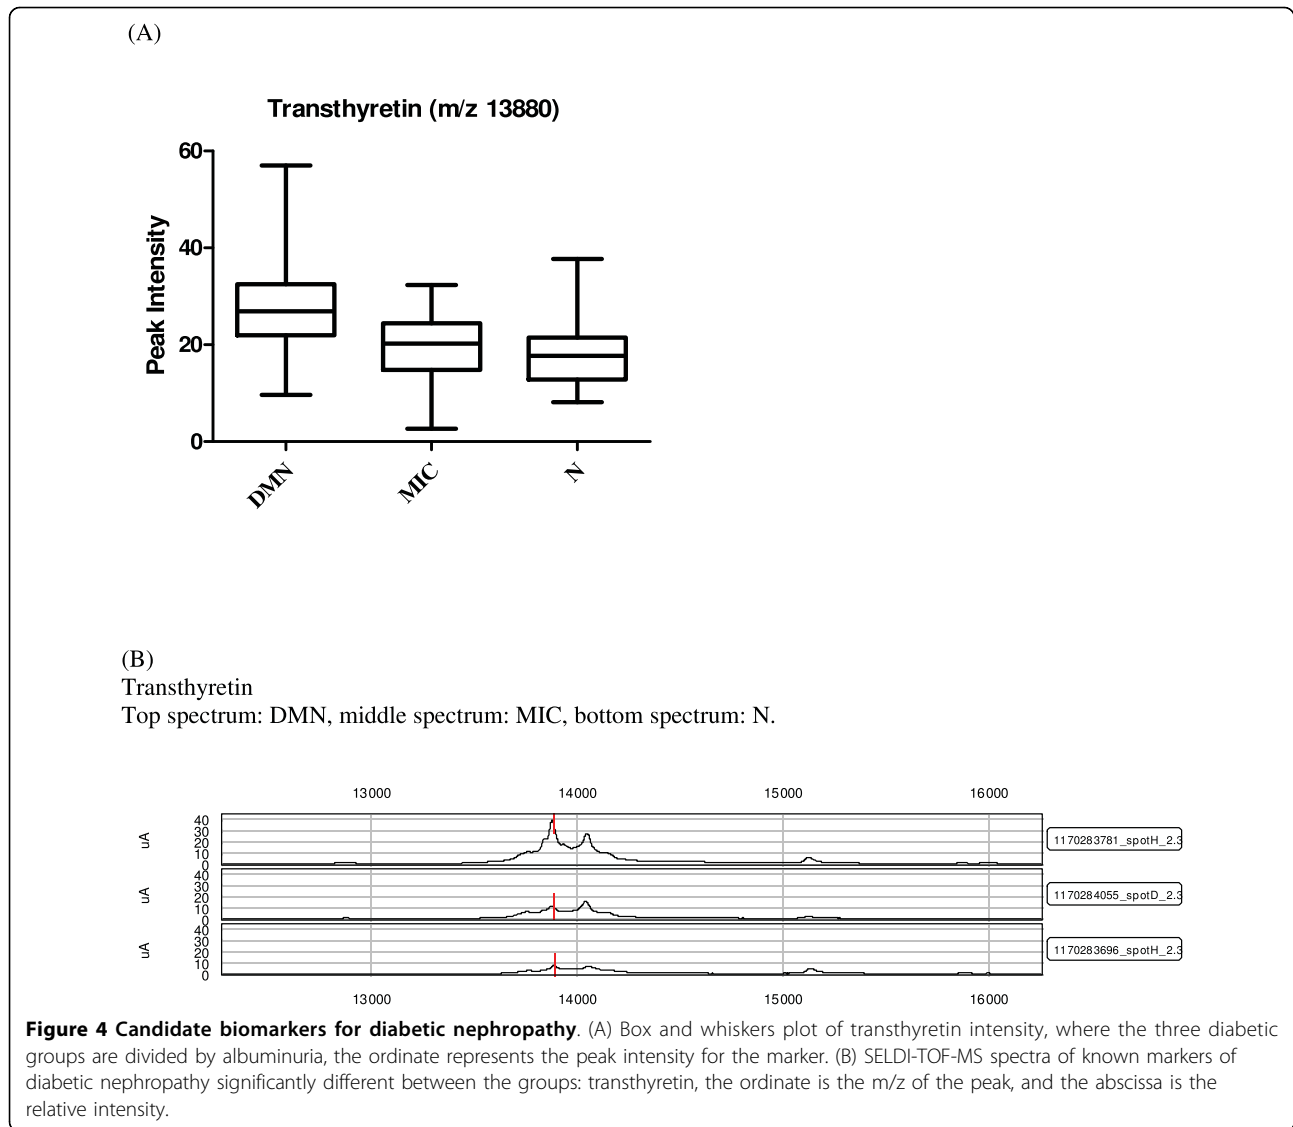 (A)
Transthyretin (m/z 13880)
60
40
20
0
Peak Intensity
DMN
MIC
N
(B)
Transthyretin
Top spectrum: DMN, middle spectrum: MIC, bottom spectrum: N.
13000 14000 15000 16000
40
30
20
10
0
uA
1170283781_spotH_2.3
40
30
20
10
0
uA
1170284055_spotD_2.3
40
30
20
10
0
uA
1170283696_spotH_2.3
13000 14000 15000 16000
Figure 4 Candidate biomarkers for diabetic nephropathy. (A) Box and whiskers plot of transthyretin intensity, where the three diabetic
groups are divided by albuminuria, the ordinate represents the peak intensity for the marker. (B) SELDI-TOF-MS spectra of known markers of
diabetic nephropathy significantly different between the groups: transthyretin, the ordinate is the m/z of the peak, and the abscissa is the
relative intensity.